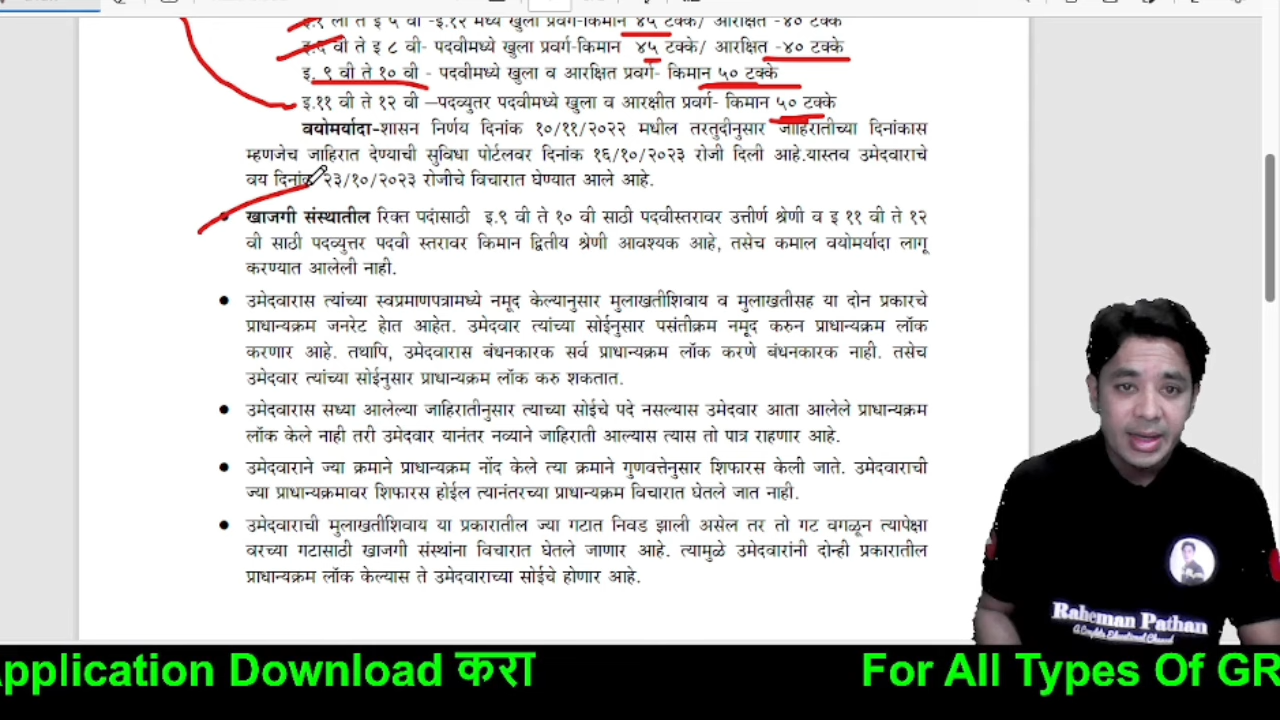 इ.१ ली ते इ ५ वी -इ.१२ मध्ये खुला प्रवर्ग-किमान ४५ टक्के/ आरक्षित -४० टक्के
इ.६ वी ते इ ८ वी- पदवीमध्ये खुला प्रवर्ग-किमान ४५ टक्के/ आरक्षित -४० टक्के
इ. ९ वी ते १० वी - पदवीमध्ये खुला व आरक्षित प्रवर्ग- किमान ५० टक्के
इ.११ वी ते १२ वी –पदव्युतर पदवीमध्ये खुला व आरक्षीत प्रवर्ग- किमान ५० टक्के
वयोमर्यादा-शासन निर्णय दिनांक १०/११/२०२२ मधील तरतुदीनुसार जाहिरातीच्या दिनांकास
म्हणजेच जाहिरात देण्याची सुविधा पोर्टलवर दिनांक १६/१०/२०२३ रोजी दिली आहे.यास्तव उमेदवाराचे
वय दिनांक २३/१०/२०२३ रोजीचे विचारात घेण्यात आले आहे.
खाजगी संस्थातील रिक्त पदांसाठी इ.९ वी ते १० वी साठी पदवीस्तरावर उत्तीर्ण श्रेणी व इ ११ वी ते १२
वी साठी पदव्युत्तर पदवी स्तरावर किमान द्वितीय श्रेणी आवश्यक आहे, तसेच कमाल वयोमर्यादा लागू
करण्यात आलेली नाही.
● उमेदवारास त्यांच्या स्वप्रमाणपत्रामध्ये नमूद केल्यानुसार मुलाखतीशिवाय व मुलाखतीसह या दोन प्रकारचे
प्राधान्यक्रम जनरेट होत आहेत. उमेदवार त्यांच्या सोईनुसार पसंतीक्रम नमूद करुन प्राधान्यक्रम लॉक
करणार आहे. तथापि, उमेदवारास बंधनकारक सर्व प्राधान्यक्रम लॉक करणे बंधनकारक नाही. तसेच
उमेदवार त्यांच्या सोईनुसार प्राधान्यक्रम लॉक करु शकतात.
● उमेदवारास सध्या आलेल्या जाहिरातीनुसार त्याच्या सोईचे पदे नसल्यास उमेदवार आता आलेले प्राधान्यक्रम
लॉक केले नाही तरी उमेदवार यानंतर नव्याने जाहिराती आल्यास त्यास तो पात्र राहणार आहे.
● उमेदवाराने ज्या क्रमाने प्राधान्यक्रम नोंद केले त्या क्रमाने गुणवत्तेनुसार शिफारस केली जाते. उमेदवाराची
ज्या प्राधान्यक्रमावर शिफारस होईल त्यानंतरच्या प्राधान्यक्रम विचारात घेतले जात नाही.
● उमेदवाराची मुलाखतीशिवाय या प्रकारातील ज्या गटात निवड झाली असेल तर तो गट वगळून त्यापेक्षा
वरच्या गटासाठी खाजगी संस्थांना विचारात घेतले जाणार आहे. त्यामुळे उमेदवारांनी दोन्ही प्रकारातील
प्राधान्यक्रम लॉक केल्यास ते उमेदवाराच्या सोईचे होणार आहे.
Raheman Pathan
A Complete Educational Channel
Application Download करा
For All Types Of GR